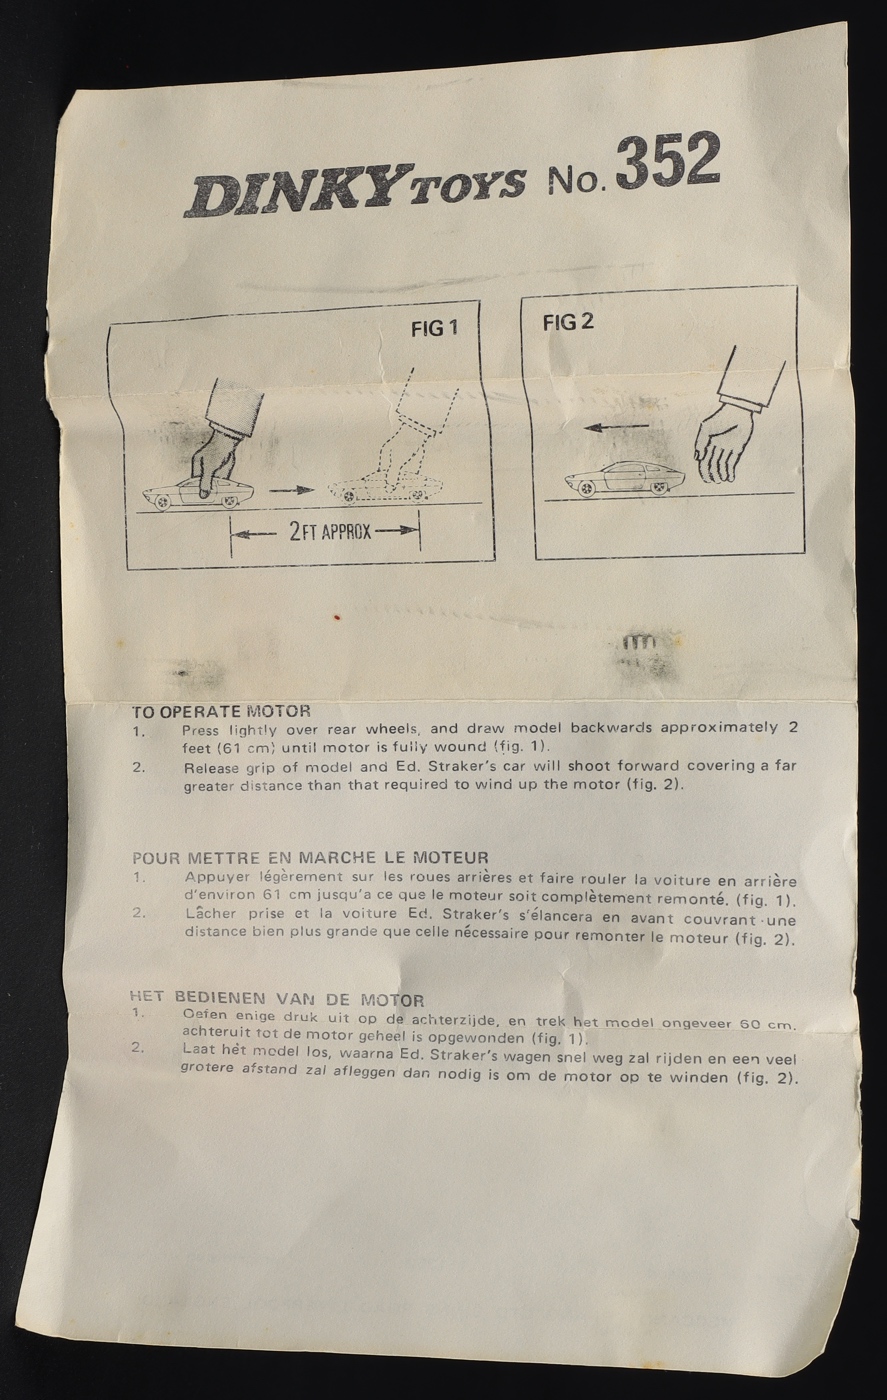 DINKY TOYS No. 352
FIG 1
FIG 2
2FT APPROX
TO OPERATE MOTOR
1. Press lightly over rear wheels, and draw model backwards approximately 2
feet (61 cm) until motor is fully wound (fig. 1).
2. Release grip of model and Ed. Straker's car will shoot forward covering a far
greater distance than that required to wind up the motor (fig. 2).
POUR METTRE EN MARCHE LE MOTEUR
1. Appuyer légèrement sur les roues arrières et faire rouler la voiture en arrière
d'environ 61 cm jusqu'a ce que le moteur soit complètement remonté. (fig. 1).
2. Lâcher prise et la voiture Ed. Straker's s'élancera en avant couvrant une
distance bien plus grande que celle nécessaire pour remonter le moteur (fig. 2).
HET BEDIENEN VAN DE MOTOR
1. Oefen enige druk uit op de achterzijde, en trek het model ongeveer 60 cm.
achteruit tot de motor geheel is opgewonden (fig. 1).
2. Laat het model los, waarna Ed. Straker's wagen snel weg zal rijden en een veel
grotere afstand zal afleggen dan nodig is om de motor op te winden (fig. 2).